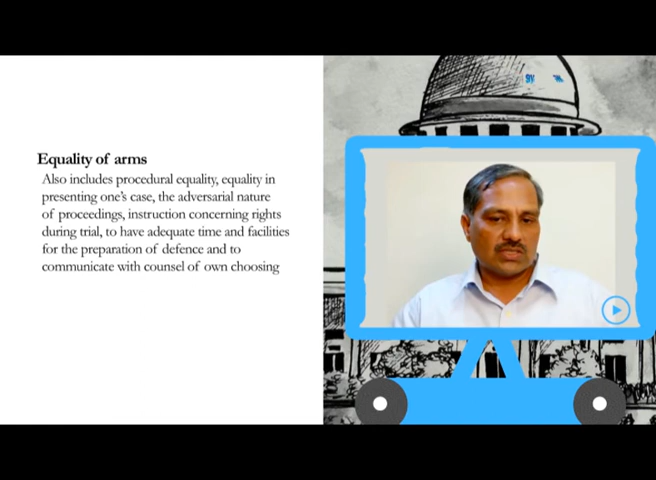 Equality of arms
Also includes procedural equality, equality in
presenting one's case, the adversarial nature
of proceedings, instruction concerning rights
during trial, to have adequate time and facilities
for the preparation of defence and to
communicate with counsel of own choosing